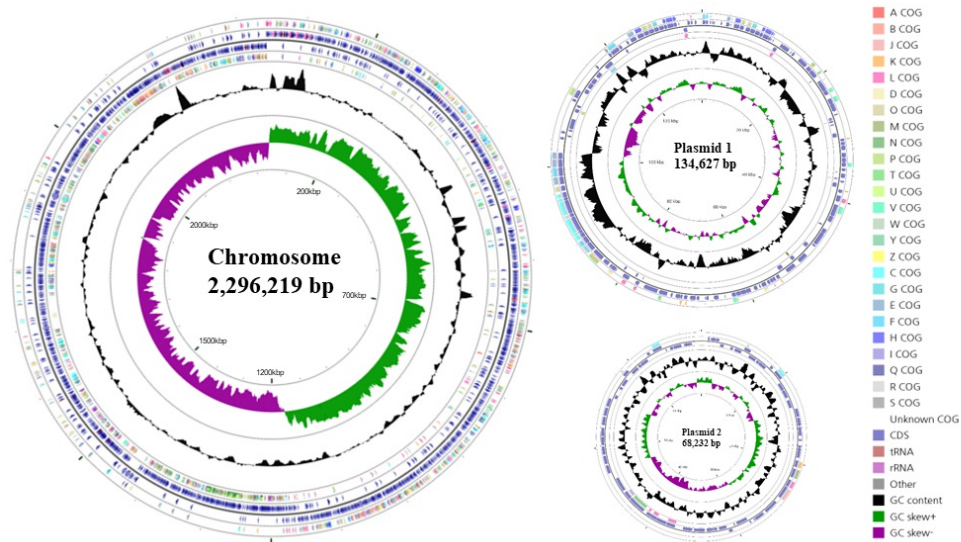 Chromosome
2,296,219 bp
200kbp
700kbp
1200kbp
1500kbp
2000kbp
Plasmid 1
134,627 bp
Plasmid 2
68,232 bp
A COG
B COG
J COG
K COG
L COG
D COG
O COG
M COG
N COG
P COG
T COG
U COG
V COG
W COG
Y COG
Z COG
C COG
G COG
E COG
F COG
H COG
I COG
Q COG
R COG
S COG
Unknown COG
CDS
tRNA
rRNA
Other
GC content
GC skew+
GC skew-